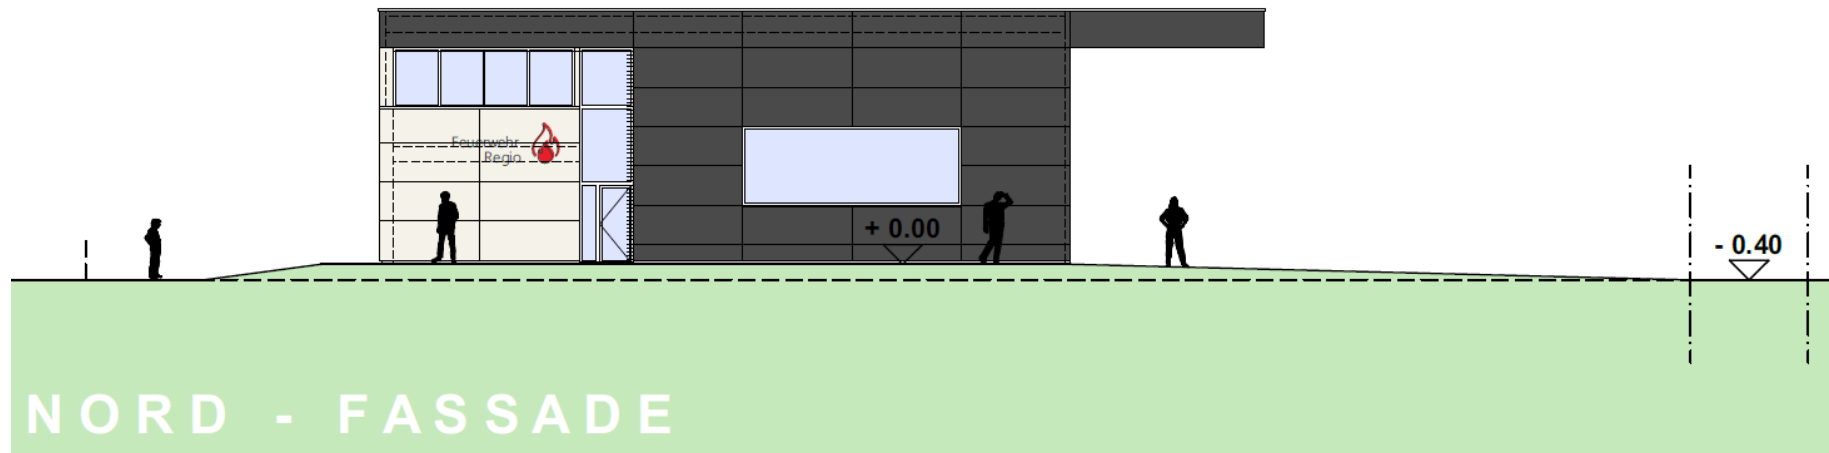 Feuerwehr
Regio
+ 0.00
- 0.40
NORD - FASSADE